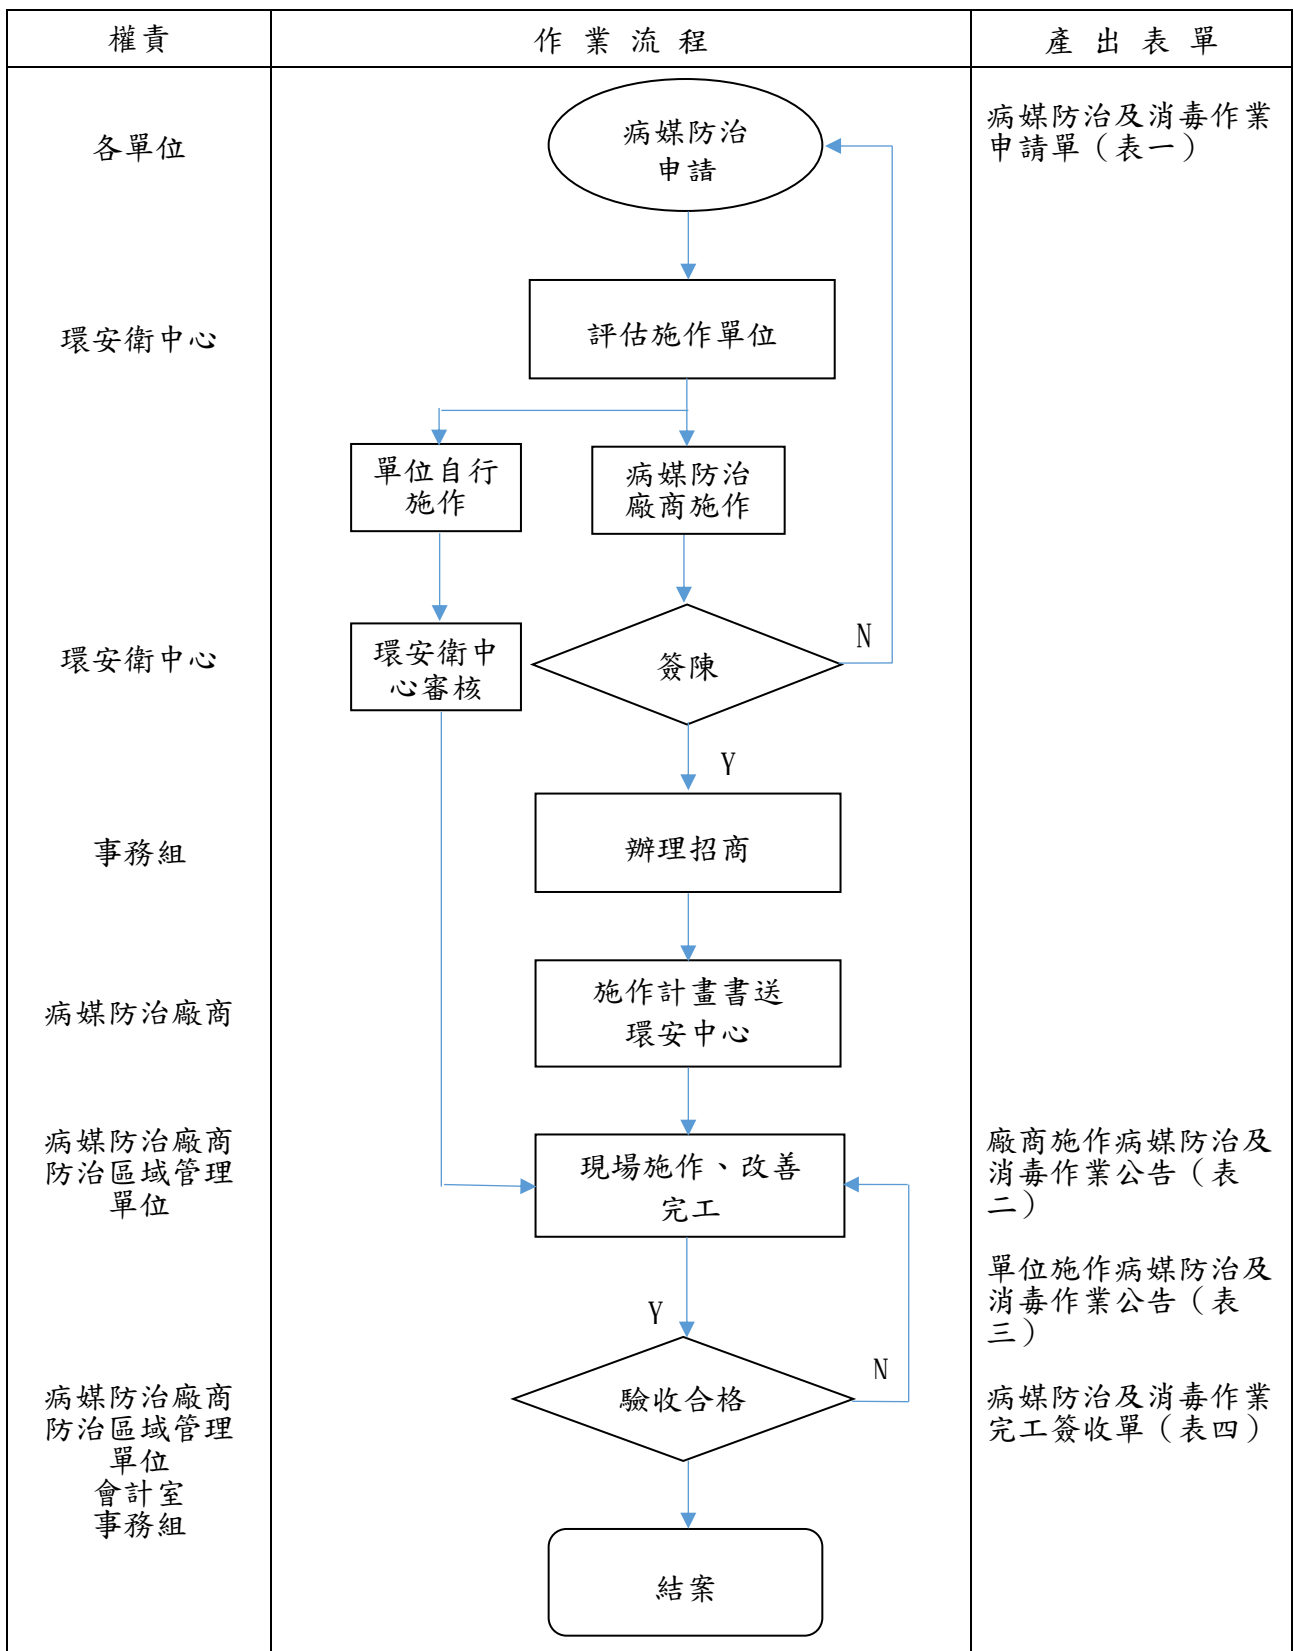 權責
作業流程
產出表單
各單位
病媒防治
申請
病媒防治及消毒作業
申請單（表一）
環安衛中心
評估施作單位
單位自行
施作
病媒防治
廠商施作
環安衛中心
環安衛中
心審核
簽陳
N
Y
事務組
辦理招商
病媒防治廠商
施作計畫書送
環安中心
病媒防治廠商
防治區域管理
單位
現場施作、改善
完工
廠商施作病媒防治及
消毒作業公告（表
二）
單位施作病媒防治及
消毒作業公告（表
三）
Y
N
病媒防治廠商
防治區域管理
單位
會計室
事務組
驗收合格
病媒防治及消毒作業
完工簽收單（表四）
結案